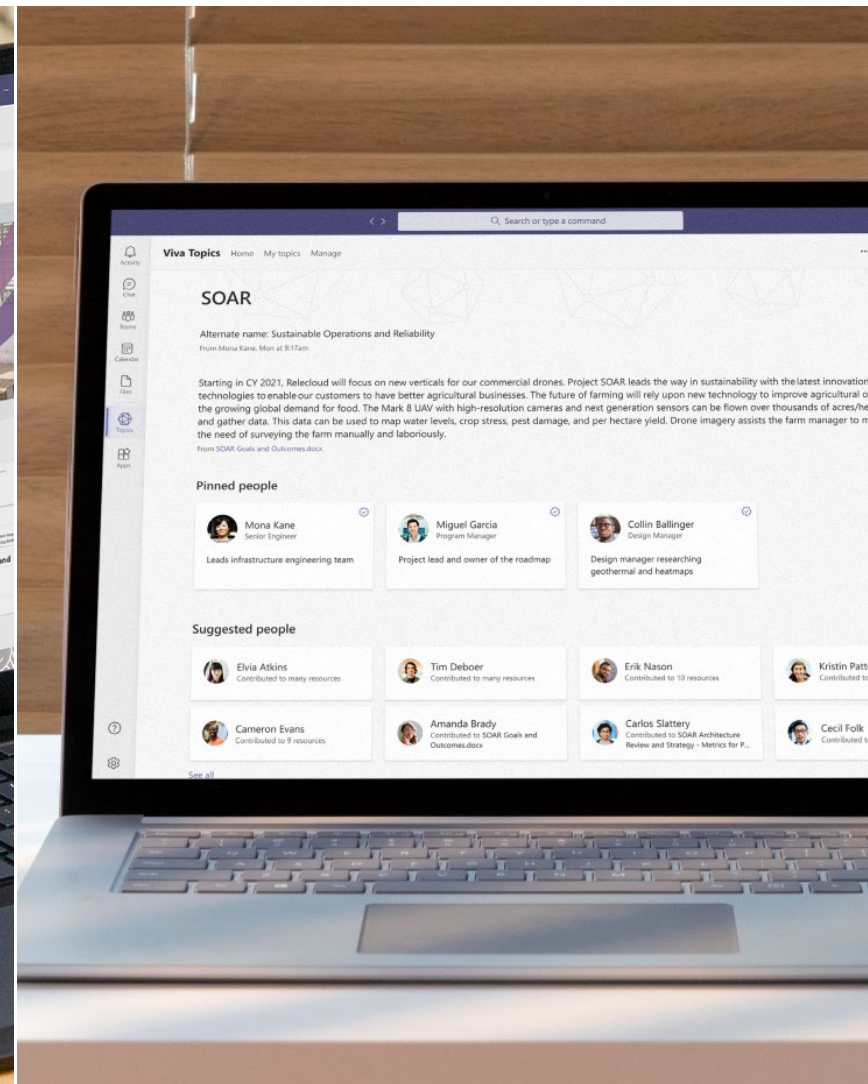 Search or type a command
Viva Topics Home My topics Manage
Activity
Chat
Teams
Calendar
Files
Topics
Apps
SOAR
Alternate name: Sustainable Operations and Reliability
From Mona Kane, Mon at 9:17am
Starting in CY 2021, Relecloud will focus on new verticals for our commercial drones. Project SOAR leads the way in sustainability with the latest innovation
technologies to enable our customers to have better agricultural businesses. The future of farming will rely upon new technology to improve agricultural o
the growing global demand for food. The Mark 8 UAV with high-resolution cameras and next generation sensors can be flown over thousands of acres/he
and gather data. This data can be used to map water levels, crop stress, pest damage, and per hectare yield. Drone imagery assists the farm manager to m
the need of surveying the farm manually and laboriously.
From SOAR Goals and Outcomes.docx
Pinned people
Mona Kane
Senior Engineer
Leads infrastructure engineering team
Miguel Garcia
Program Manager
Project lead and owner of the roadmap
Collin Ballinger
Design Manager
Design manager researching
geothermal and heatmaps
Suggested people
Elvia Atkins
Contributed to many resources
Tim Deboer
Contributed to many resources
Erik Nason
Contributed to 10 resources
Kristin Patt
Contributed to
Cameron Evans
Contributed to 9 resources
Amanda Brady
Contributed to SOAR Goals and
Outcomes.docx
Carlos Slattery
Contributed to SOAR Architecture
Review and Strategy - Metrics for P...
Cecil Folk
Contributed t
See all